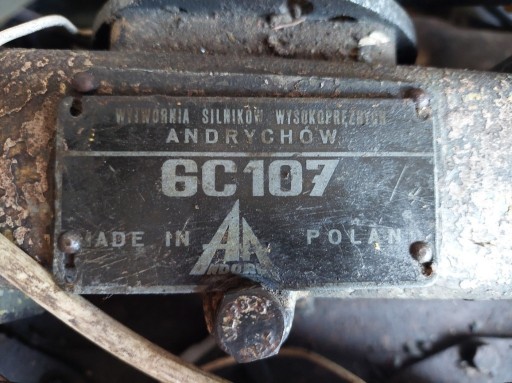 WYTWÓRNIA SILNIKÓW WYSOKOPRĘŻNYCH
ANDRYCHÓW
6C107
MADE IN POLAND
ANDORIA